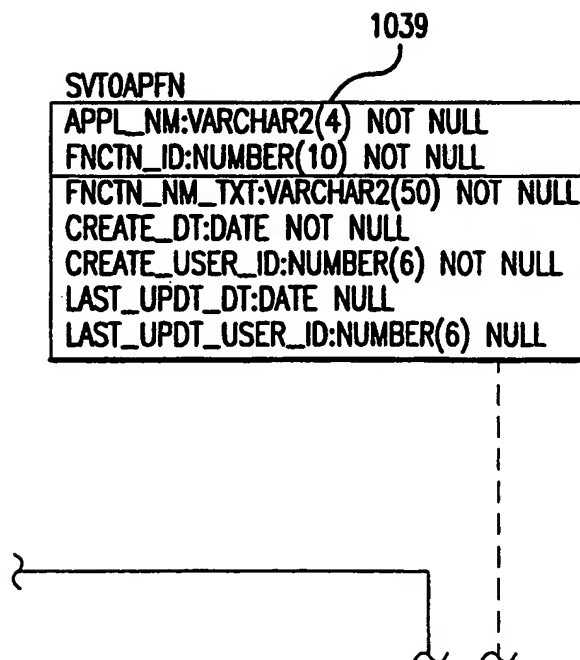 1039
SVTOAPFN
APPL_NM:VARCHAR2(4) NOT NULL
FNCTN_ID:NUMBER(10) NOT NULL
FNCTN_NM_TXT:VARCHAR2(50) NOT NULL
CREATE_DT:DATE NOT NULL
CREATE_USER_ID:NUMBER(6) NOT NULL
LAST_UPDT_DT:DATE NULL
LAST_UPDT_USER_ID:NUMBER(6) NULL